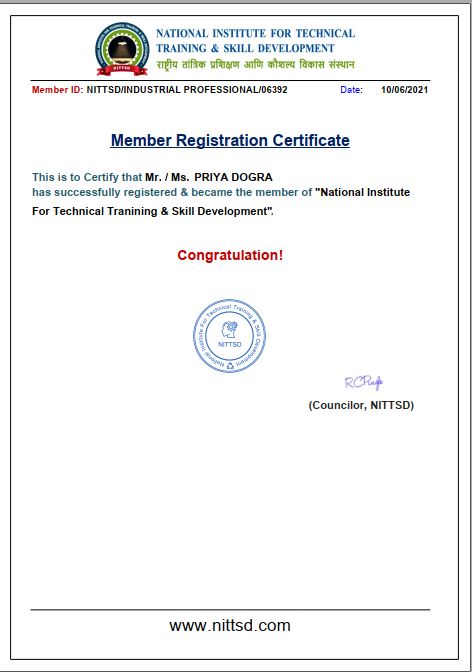 NATIONAL INSTITUTE FOR TECHNICAL
TRAINING & SKILL DEVELOPMENT
राष्ट्रीय तांत्रिक प्रशिक्षण आणि कौशल्य विकास संस्थान
NITTSD
Member ID: NITTSD/INDUSTRIAL PROFESSIONAL/06392 Date: 10/06/2021
Member Registration Certificate
This is to Certify that Mr. / Ms. PRIYA DOGRA
has successfully registered & became the member of "National Institute
For Technical Tranining & Skill Development".
Congratulation!
National Institute For Technical Training & Skill Development
NITTSD
(Councilor, NITTSD)
www.nittsd.com